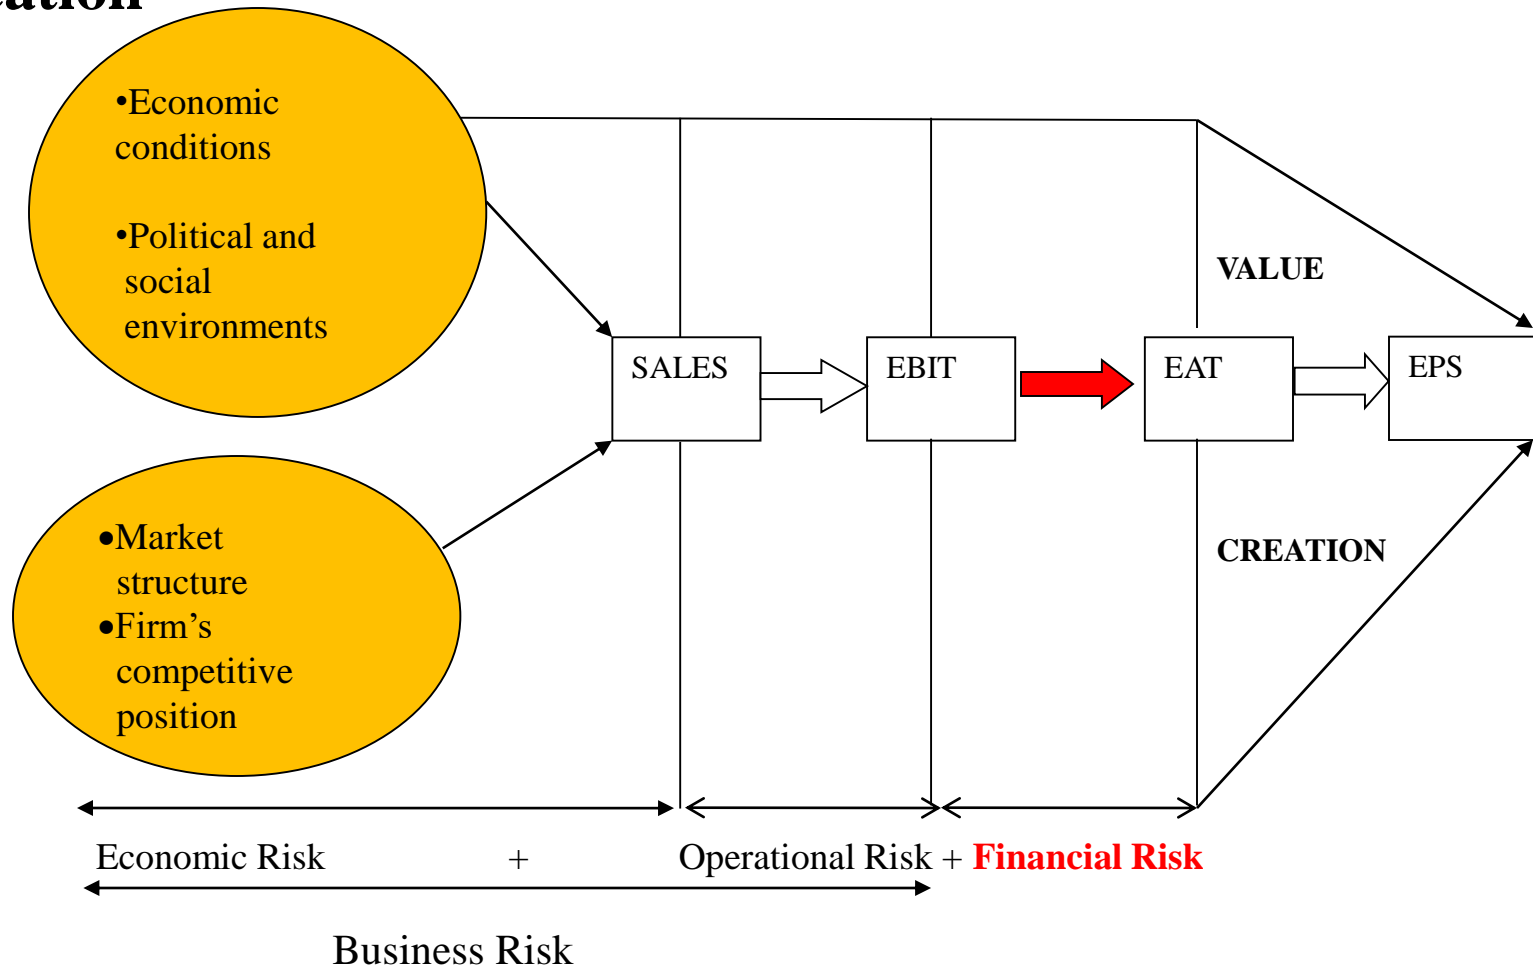 •Economic
conditions
•Political and
social
environments
VALUE
SALES
EBIT
EAT
EPS
•Market
structure
•Firm's
competitive
position
CREATION
Economic Risk + Operational Risk + Financial Risk
Business Risk